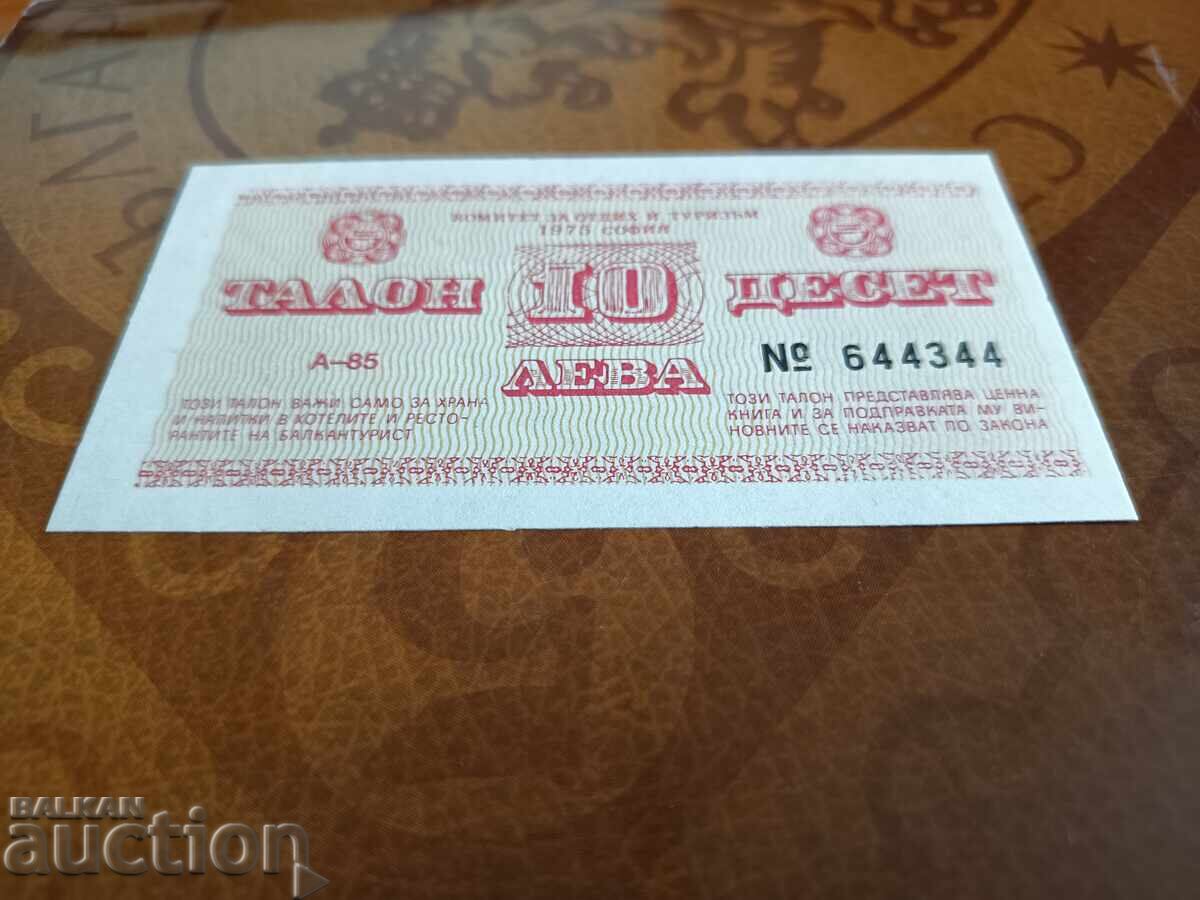 КОМИТЕТ ЗА ОТДИХ И ТУРИЗЪМ
1975 СОФИЯ
ТАЛОН 10 ДЕСЕТ
ЛЕВА
А-85
№ 644344
ТОЗИ ТАЛОН ВАЖИ САМО ЗА ХРАНА
И НАПИТКИ В ХОТЕЛИТЕ И РЕСТО-
РАНТИТЕ НА БАЛКАНТУРИСТ
ТОЗИ ТАЛОН ПРЕДСТАВЛЯВА ЦЕННА
КНИГА И ЗА ПОДПРАВКАТА МУ ВИ-
НОВНИТЕ СЕ НАКАЗВАТ ПО ЗАКОНА
BALKAN
auction